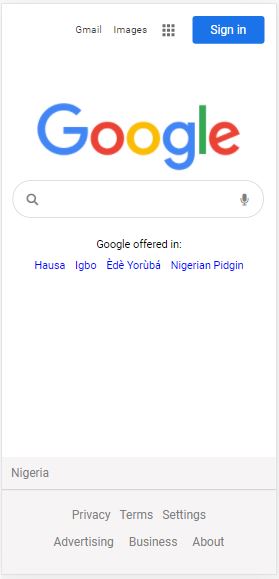 Gmail Images Sign in
Google
Google offered in:
Hausa Igbo Èdè Yorùbá Nigerian Pidgin
Nigeria
Privacy Terms Settings
Advertising Business About